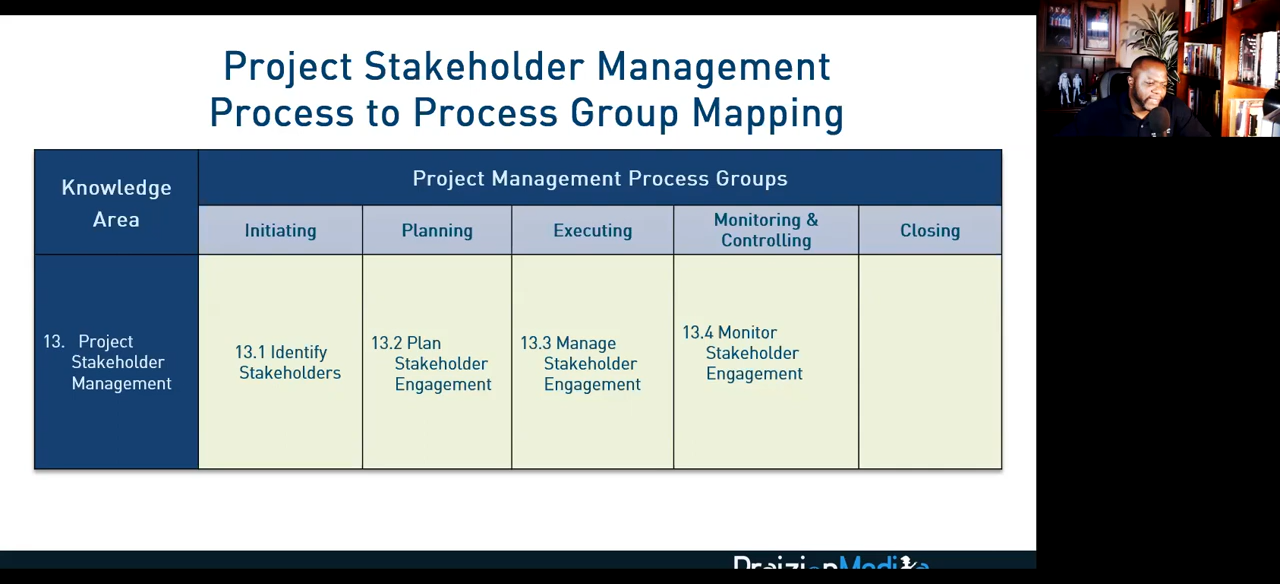 Project Stakeholder Management
Process to Process Group Mapping
Knowledge
Area
Project Management Process Groups
Initiating
Planning
Executing
Monitoring &
Controlling
Closing
13. Project
Stakeholder
Management
13.1 Identify
Stakeholders
13.2 Plan
Stakeholder
Engagement
13.3 Manage
Stakeholder
Engagement
13.4 Monitor
Stakeholder
Engagement